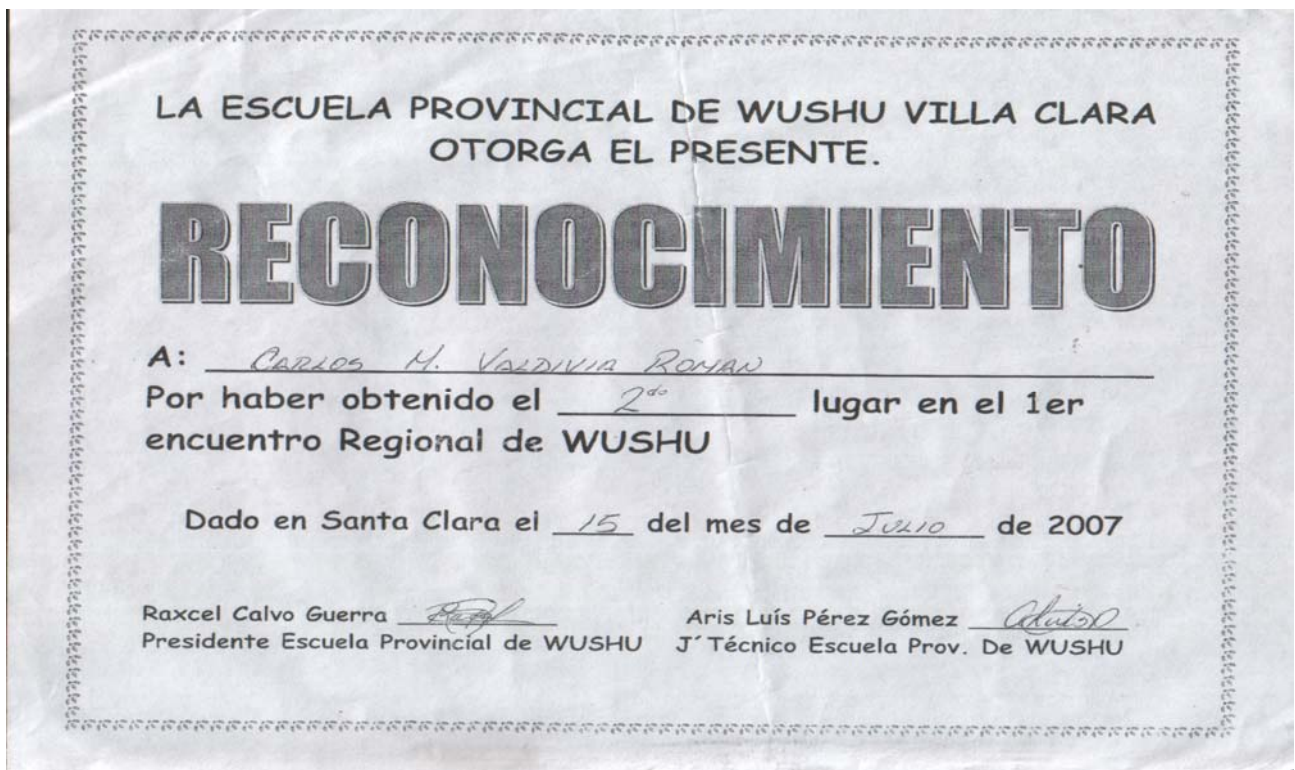 LA ESCUELA PROVINCIAL DE WUSHU VILLA CLARA
OTORGA EL PRESENTE.
RECONOCIMIENTO
A: CARLOS M. VALDIVIA ROMAN
Por haber obtenido el 2do lugar en el 1er
encuentro Regional de WUSHU
Dado en Santa Clara el 15 del mes de JULIO de 2007
Raxcel Calvo Guerra
Aris Luís Pérez Gómez
Presidente Escuela Provincial de WUSHU
J´Técnico Escuela Prov. De WUSHU